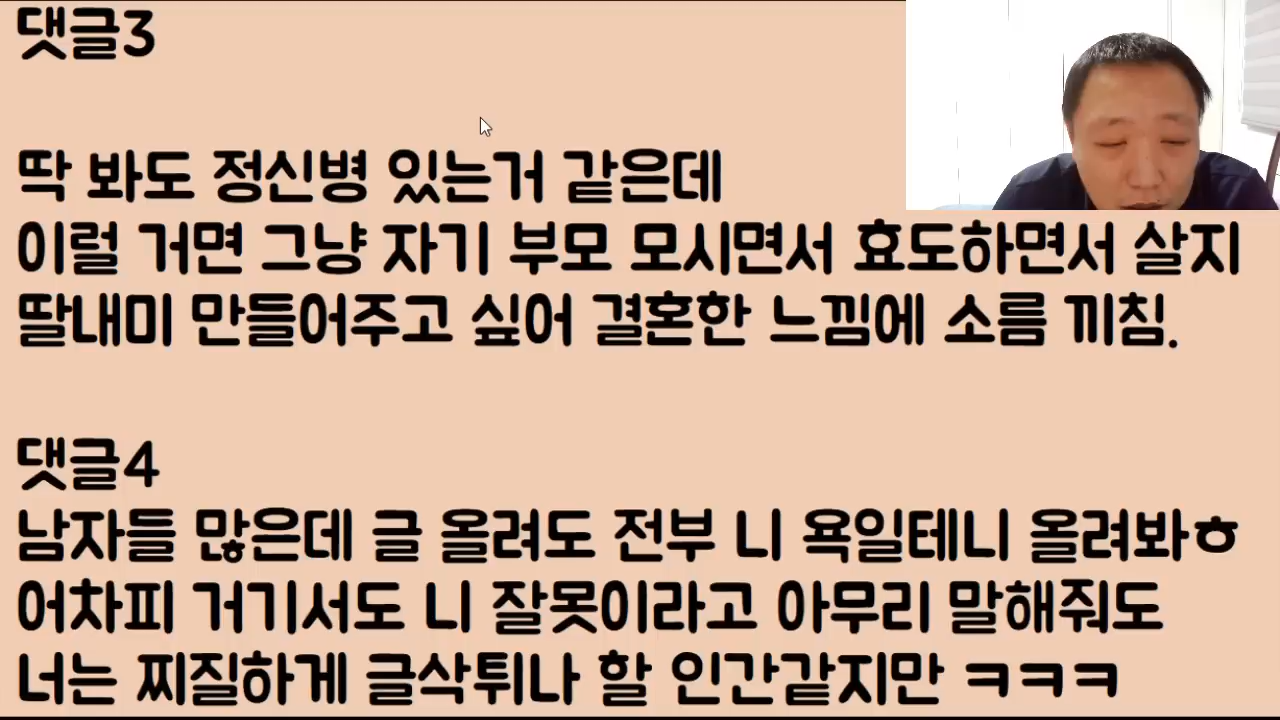 댓글3
딱 봐도 정신병 있는거 같은데
이럴 거면 그냥 자기 부모 모시면서 효도하면서 살지
딸내미 만들어주고 싶어 결혼한 느낌에 소름 끼침.
댓글4
남자들 많은데 글 올려도 전부 니 욕일테니 올려봐ㅎ
어차피 거기서도 니 잘못이라고 아무리 말해줘도
너는 찌질하게 글삭튀나 할 인간같지만 ㅋㅋㅋ